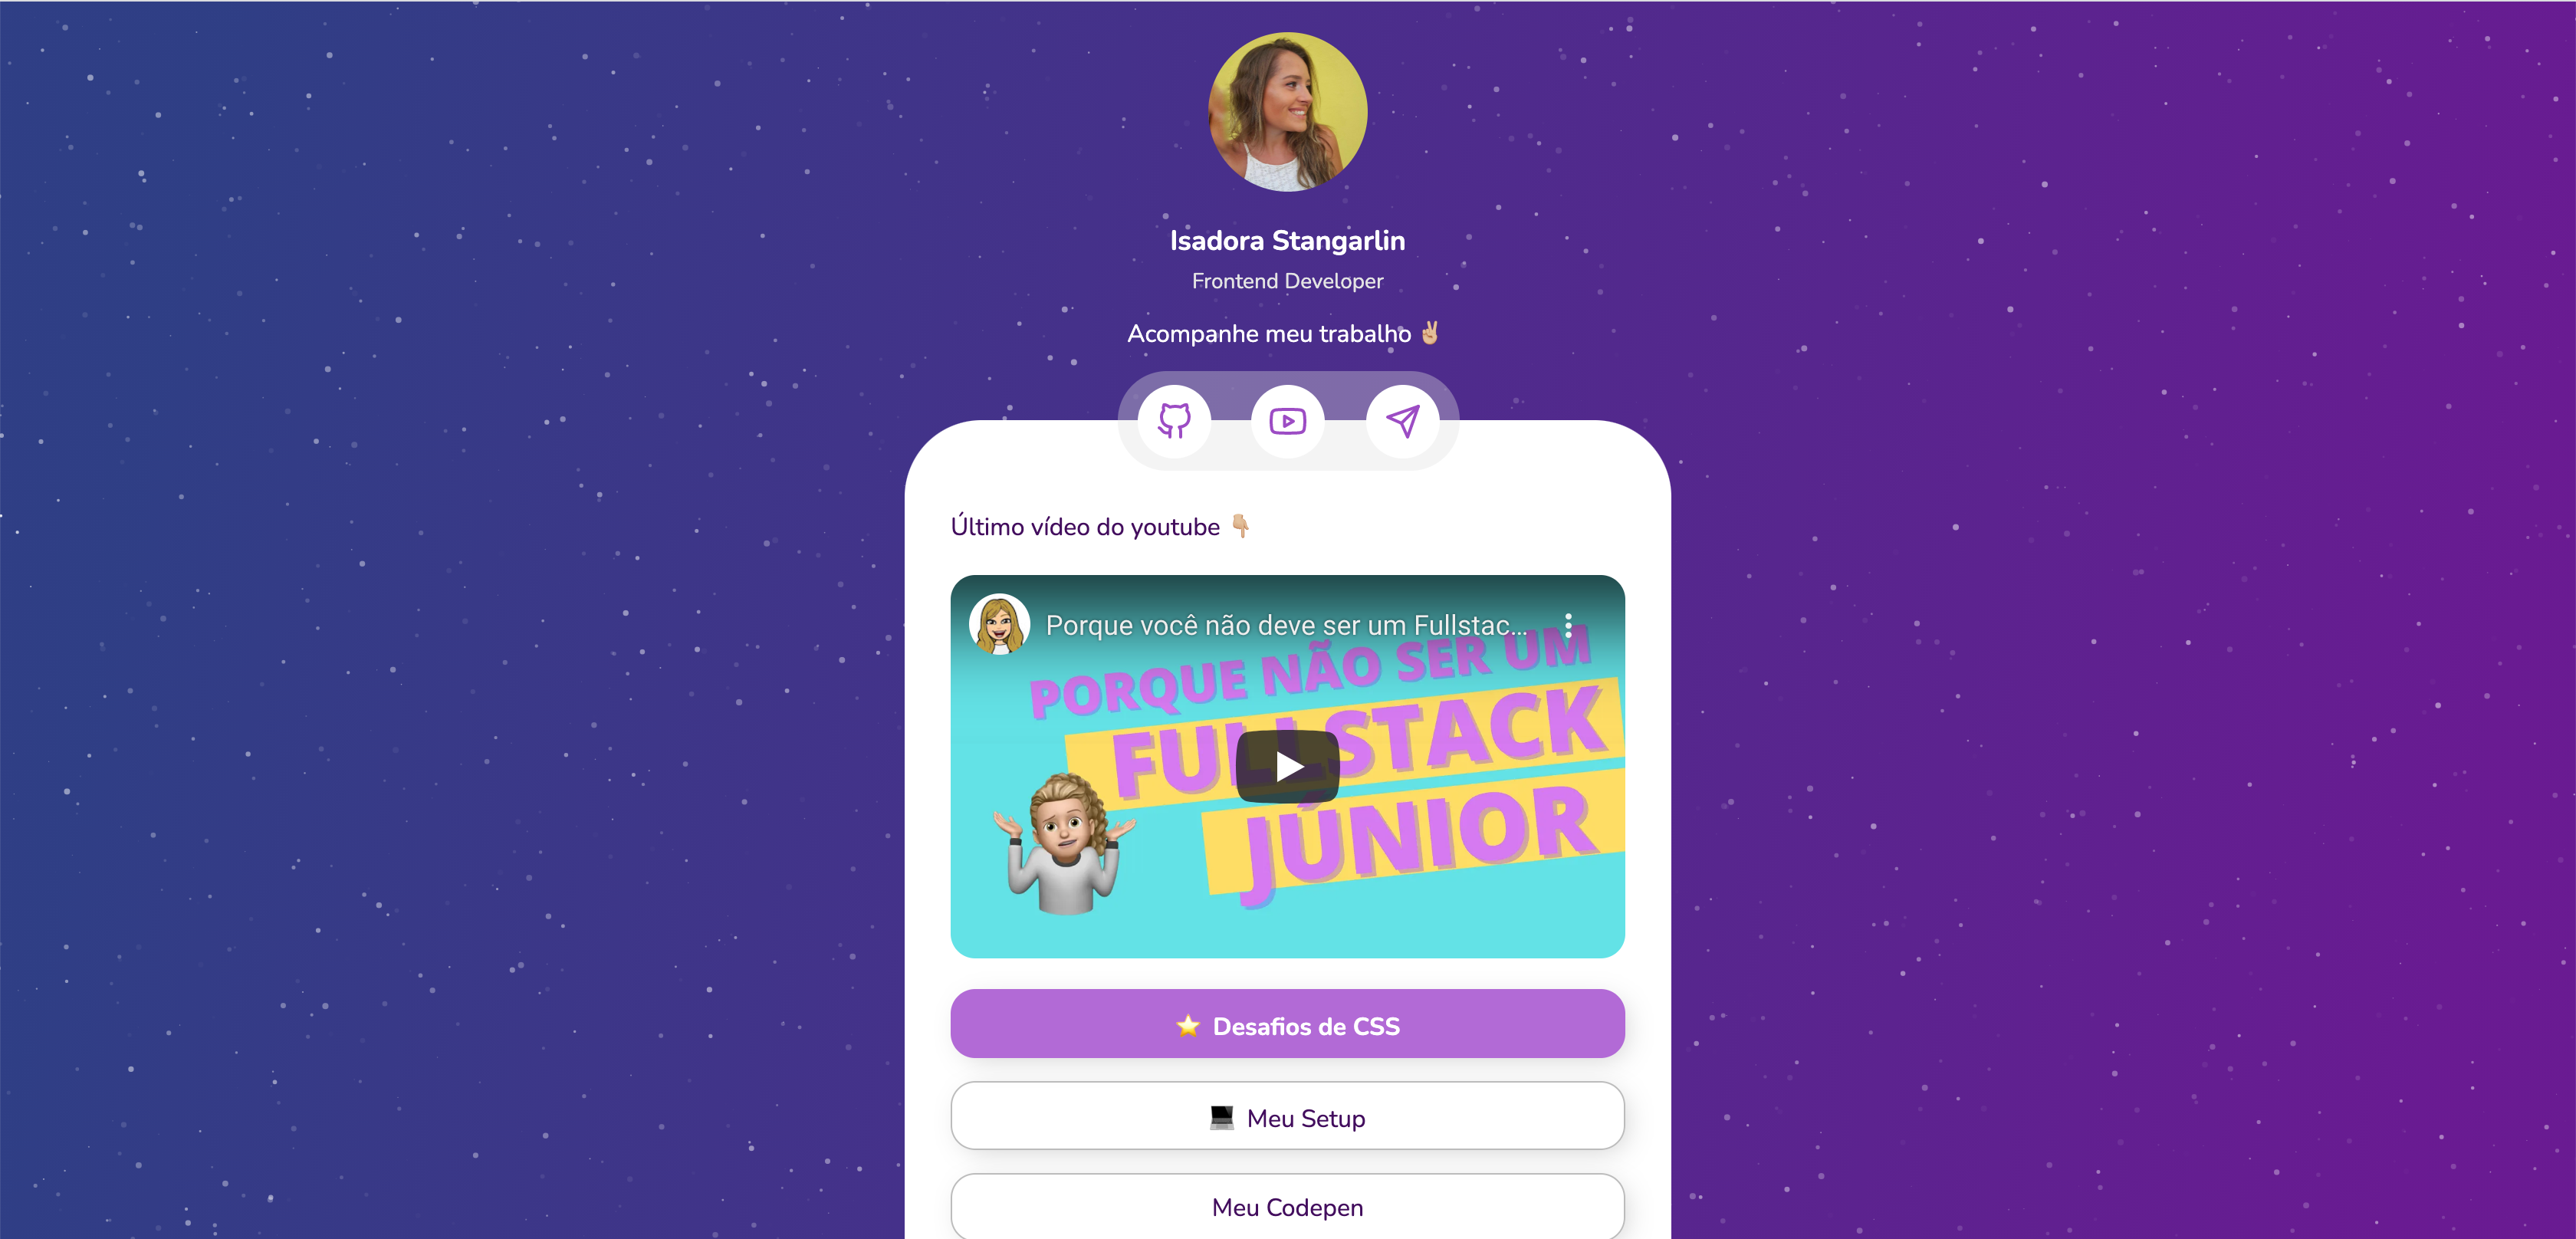 Isadora Stangarlin
Frontend Developer
Acompanhe meu trabalho ✌🏼
Último vídeo do youtube 👇🏼
Porque você não deve ser um Fullstac...
PORQUE NÃO SER UM
FULLSTACK
JÚNIOR
⭐ Desafios de CSS
💻 Meu Setup
Meu Codepen